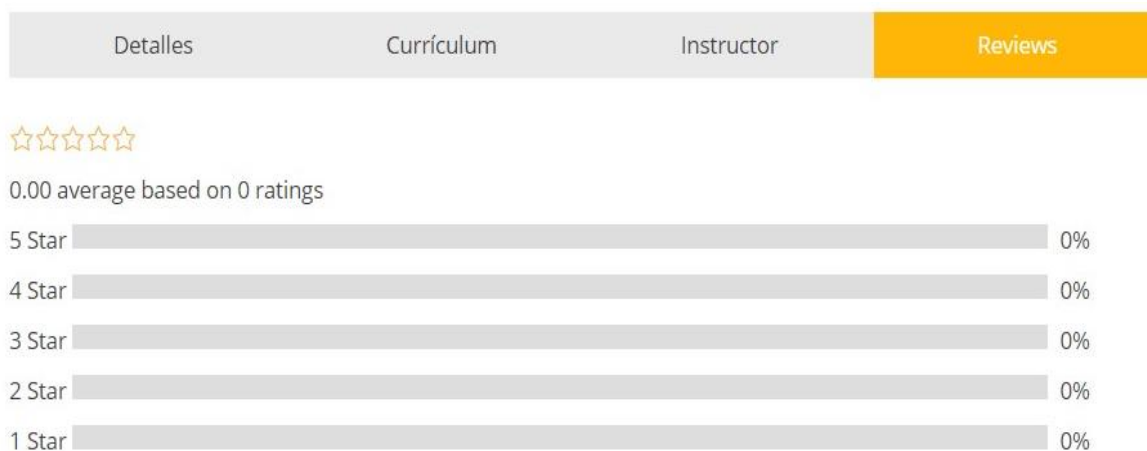 Detalles Currículum Instructor Reviews
0.00 average based on 0 ratings
5 Star 0%
4 Star 0%
3 Star 0%
2 Star 0%
1 Star 0%